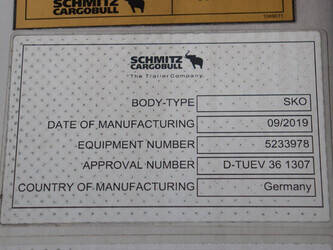 SCHMITZ
CARGOBULL
SCHMITZ
CARGOBULL
The Trailer Company.
BODY-TYPE SKO
DATE OF MANUFACTURING 09/2019
EQUIPMENT NUMBER 5233978
APPROVAL NUMBER D-TUEV 36 1307
COUNTRY OF MANUFACTURING Germany